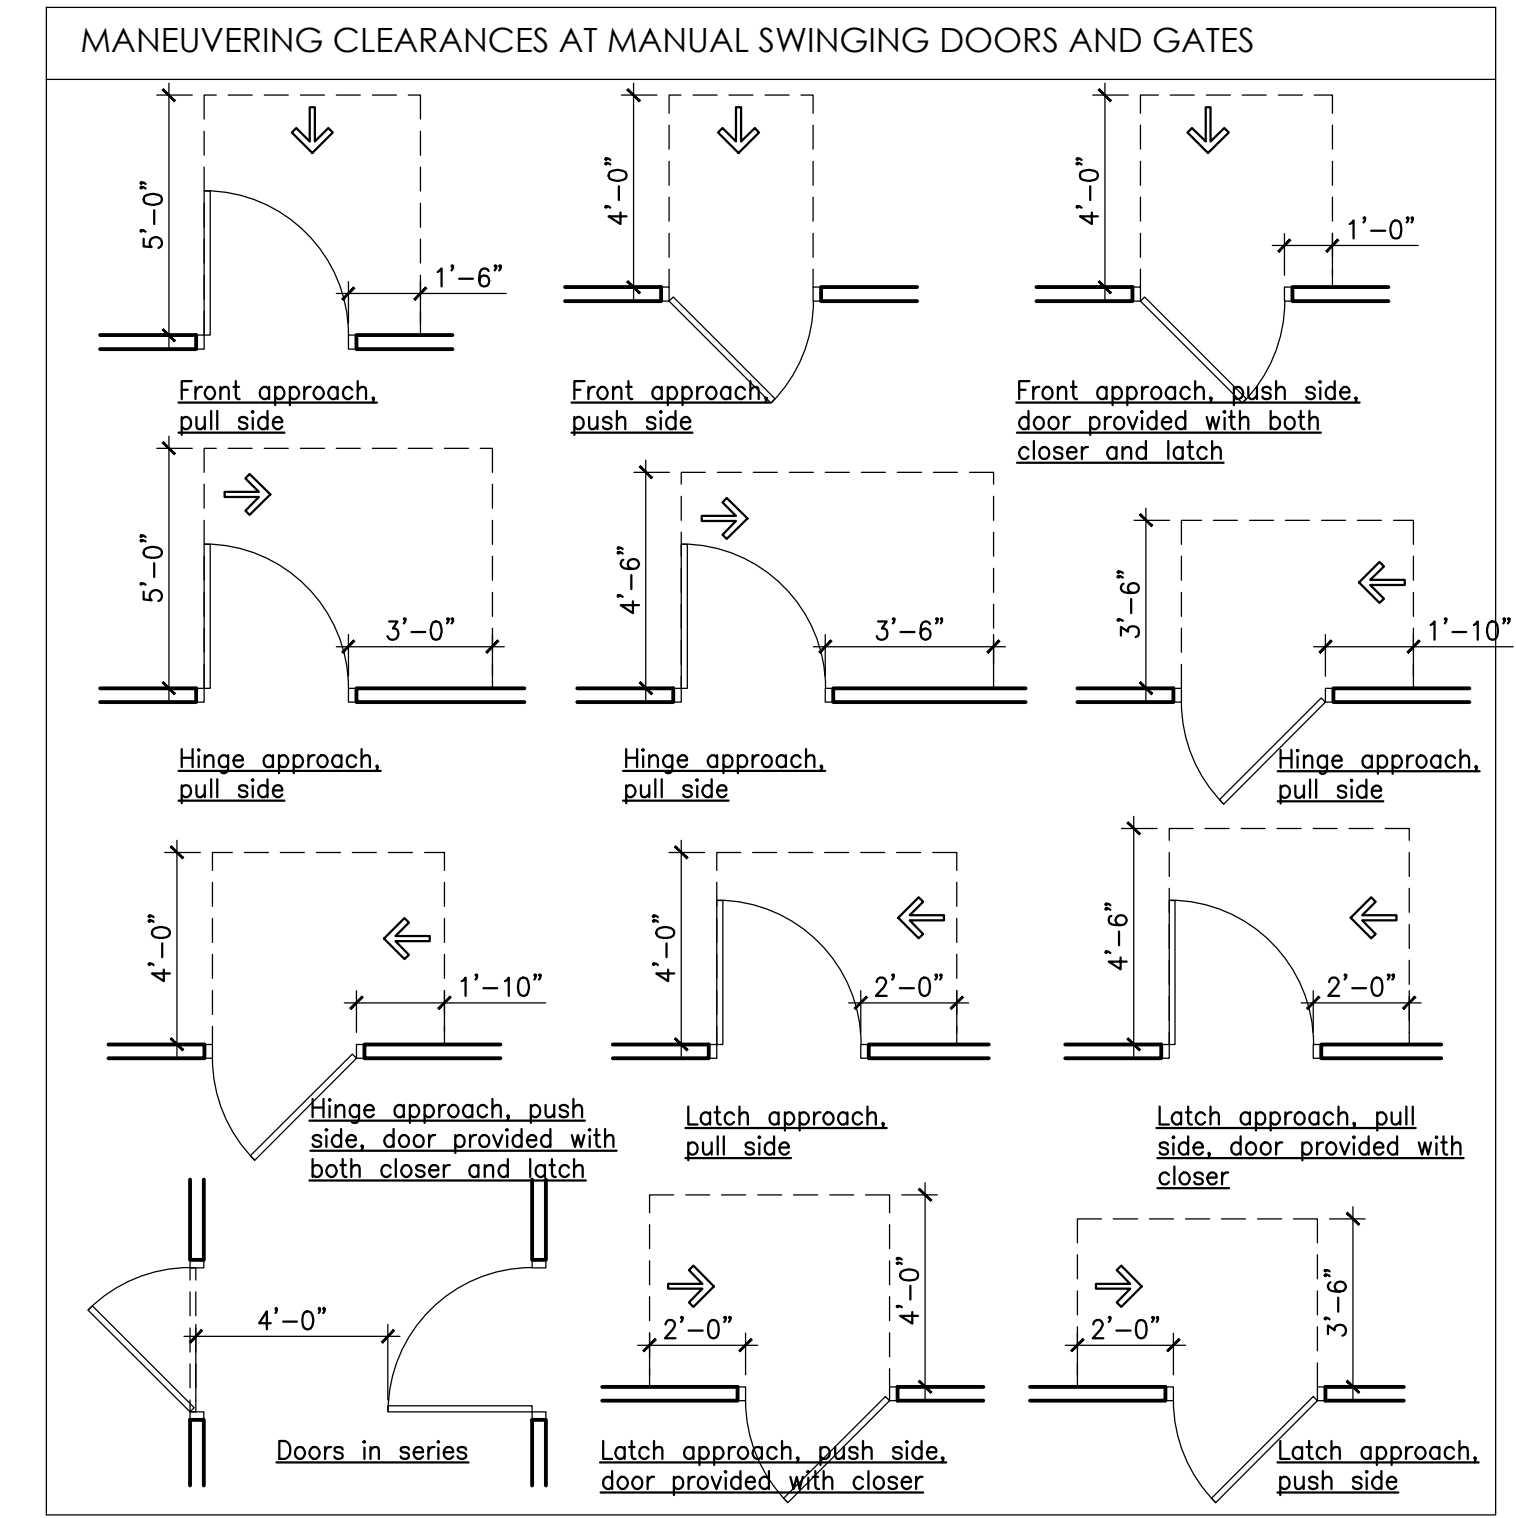 MANEUVERING CLEARANCES AT MANUAL SWINGING DOORS AND GATES
5'-0"
1'-6"
Front approach,
pull side
4'-0"
Front approach,
push side
4'-0"
1'-0"
Front approach, push side,
door provided with both
closer and latch
5'-0"
3'-0"
Hinge approach,
pull side
4'-6"
3'-6"
Hinge approach,
pull side
3'-6"
1'-10"
Hinge approach,
pull side
4'-0"
1'-10"
Hinge approach, push
side, door provided with
both closer and latch
4'-0"
2'-0"
Latch approach,
pull side
4'-6"
2'-0"
Latch approach, pull
side, door provided with
closer
4'-0"
Doors in series
2'-0"
4'-0"
Latch approach, push side,
door provided with closer
2'-0"
3'-6"
Latch approach,
push side